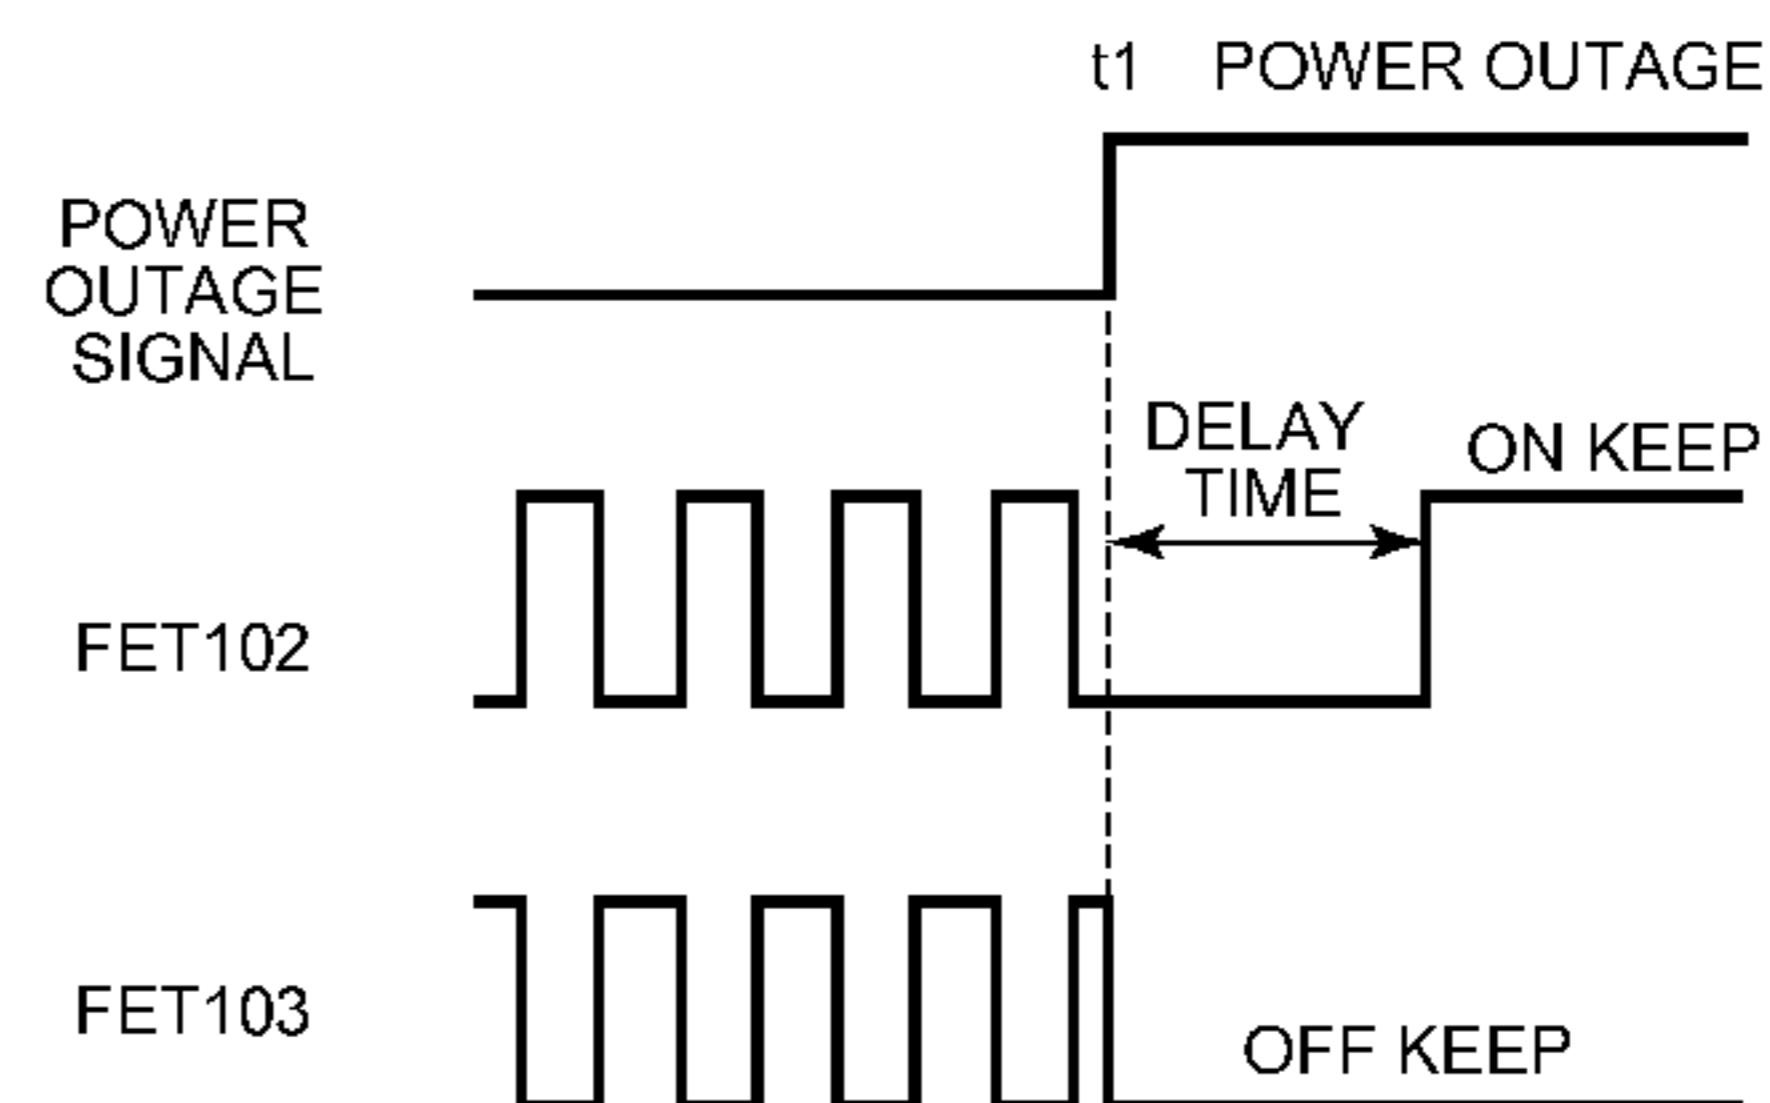 t1 POWER OUTAGE
POWER
OUTAGE
SIGNAL
DELAY
TIME
ON KEEP
FET102
FET103
OFF KEEP